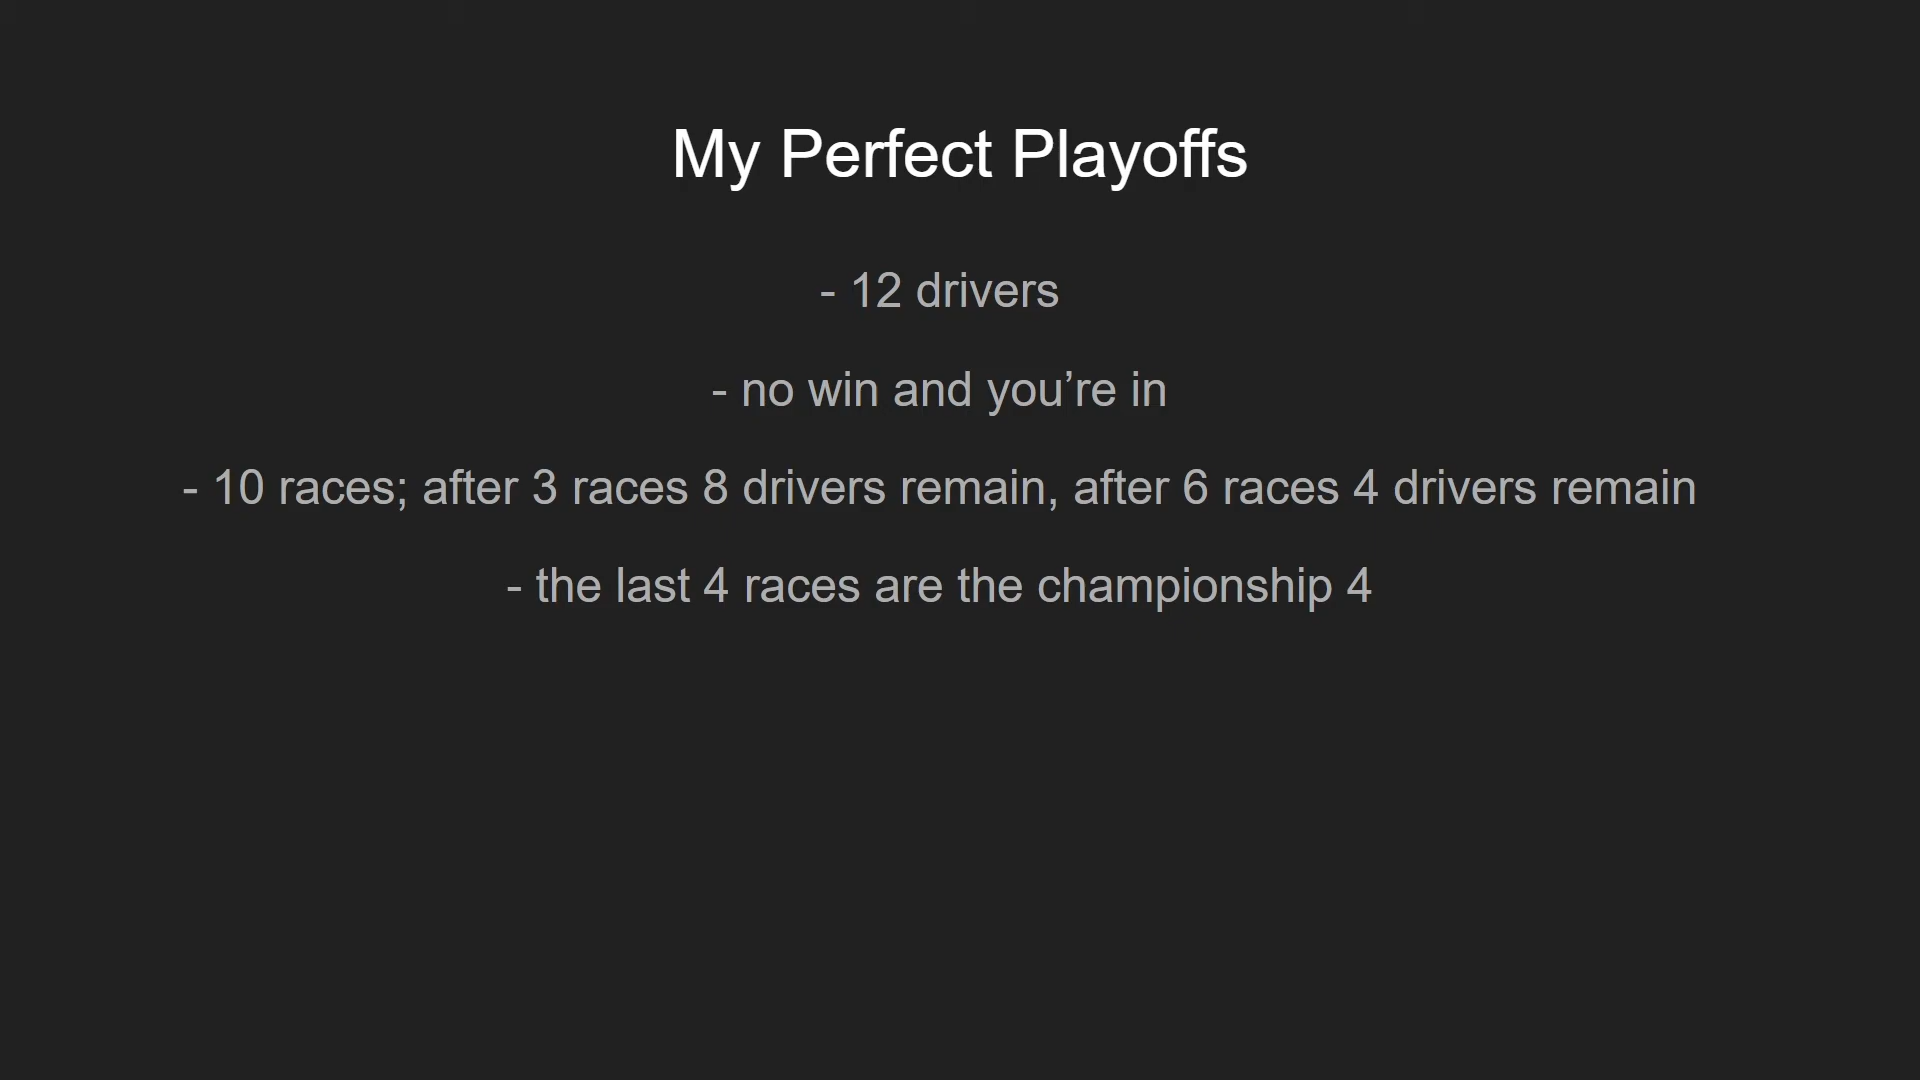 My Perfect Playoffs
- 12 drivers
- no win and you’re in
- 10 races; after 3 races 8 drivers remain, after 6 races 4 drivers remain
- the last 4 races are the championship 4